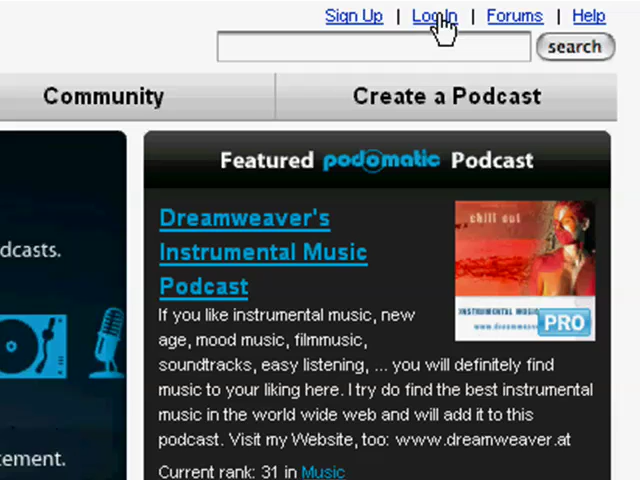 Sign Up | Log In | Forums | Help
search
Community
Create a Podcast
Featured podomatic Podcast
Dreamweaver's
Instrumental Music
Podcast
chill out
INSTRUMENTAL MUSIC
PRO
If you like instrumental music, new
age, mood music, filmmusic,
soundtracks, easy listening, ... you will definitely find
music to your liking here. I try do find the best instrumental
music in the world wide web and will add it to this
podcast. Visit my Website, too: www.dreamweaver.at
Current rank: 31 in Music
dcasts.
cement.